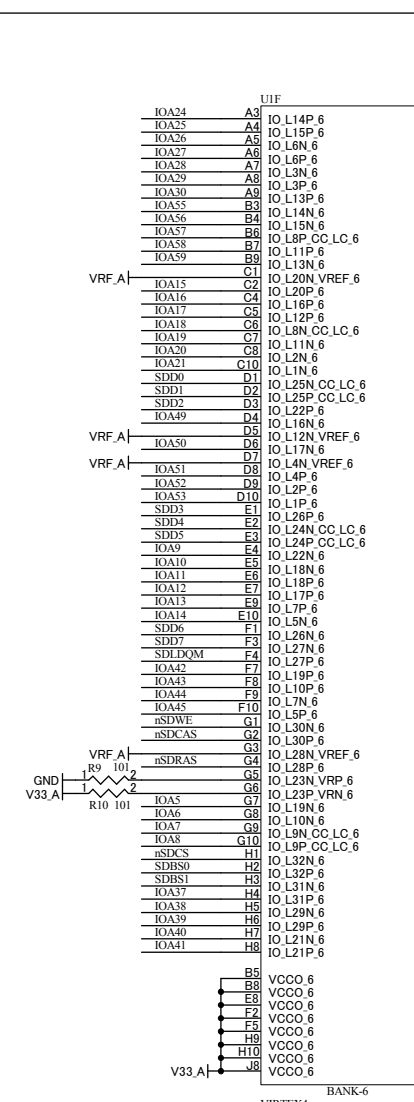 U1F
IOA24 A3 IO_L14P_6
IOA25 A4 IO_L15P_6
IOA26 A5 IO_L6N_6
IOA27 A6 IO_L6P_6
IOA28 A7 IO_L3N_6
IOA29 A8 IO_L3P_6
IOA30 A9 IO_L13P_6
IOA55 B3 IO_L14N_6
IOA56 B4 IO_L15N_6
IOA57 B6 IO_L8P_CC_LC_6
IOA58 B7 IO_L11P_6
IOA59 B9 IO_L13N_6
VRF_A C1 IO_L20N_VREF_6
IOA15 C2 IO_L20P_6
IOA16 C4 IO_L16P_6
IOA17 C5 IO_L12P_6
IOA18 C6 IO_L8N_CC_LC_6
IOA19 C7 IO_L11N_6
IOA20 C8 IO_L2N_6
IOA21 C10 IO_L1N_6
SDD0 D1 IO_L25N_CC_LC_6
SDD1 D2 IO_L25P_CC_LC_6
SDD2 D3 IO_L22P_6
IOA49 D4 IO_L16N_6
VRF_A D5 IO_L12N_VREF_6
IOA50 D6 IO_L17N_6
VRF_A D7 IO_L4N_VREF_6
IOA51 D8 IO_L4P_6
IOA52 D9 IO_L2P_6
IOA53 D10 IO_L1P_6
SDD3 E1 IO_L26P_6
SDD4 E2 IO_L24N_CC_LC_6
SDD5 E3 IO_L24P_CC_LC_6
IOA9 E4 IO_L22N_6
IOA10 E5 IO_L18N_6
IOA11 E6 IO_L18P_6
IOA12 E7 IO_L17P_6
IOA13 E9 IO_L7P_6
IOA14 E10 IO_L5N_6
SDD6 F1 IO_L26N_6
SDD7 F3 IO_L27N_6
SDLDQM F4 IO_L27P_6
IOA42 F7 IO_L19P_6
IOA43 F8 IO_L10P_6
IOA44 F9 IO_L7N_6
IOA45 F10 IO_L5P_6
nSDWE G1 IO_L30N_6
nSDCAS G2 IO_L30P_6
VRF_A G3 IO_L28N_VREF_6
nSDRAS G4 IO_L28P_6
R9 101
GND 1 2 G5 IO_L23N_VRP_6
V33_A 1 2 G6 IO_L23P_VRN_6
R10 101
IOA5 G7 IO_L19N_6
IOA6 G8 IO_L10N_6
IOA7 G9 IO_L9N_CC_LC_6
IOA8 G10 IO_L9P_CC_LC_6
nSDCS H1 IO_L32N_6
SDBS0 H2 IO_L32P_6
SDBS1 H3 IO_L31N_6
IOA37 H4 IO_L31P_6
IOA38 H5 IO_L29N_6
IOA39 H6 IO_L29P_6
IOA40 H7 IO_L21N_6
IOA41 H8 IO_L21P_6
B5 VCCO_6
B8 VCCO_6
E8 VCCO_6
F2 VCCO_6
F5 VCCO_6
H9 VCCO_6
H10 VCCO_6
V33_A J8 VCCO_6
BANK-6
VIRTEX4